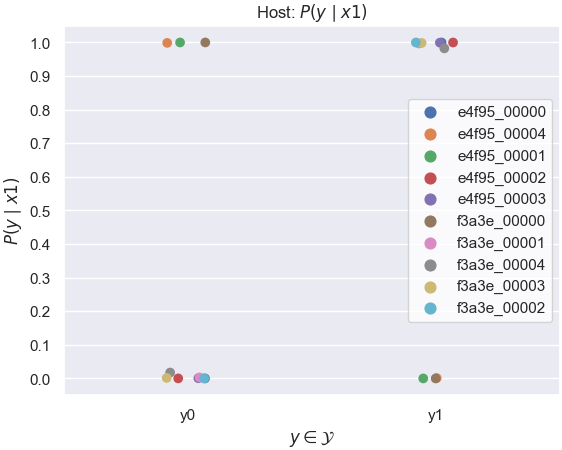 Host: P(y | x1)
1.0
0.9
0.8
0.7
0.6
0.5
0.4
0.3
0.2
0.1
0.0
P(y | x1)
e4f95_00000
e4f95_00004
e4f95_00001
e4f95_00002
e4f95_00003
f3a3e_00000
f3a3e_00001
f3a3e_00004
f3a3e_00003
f3a3e_00002
y0 y1
y ∈ 𝒴